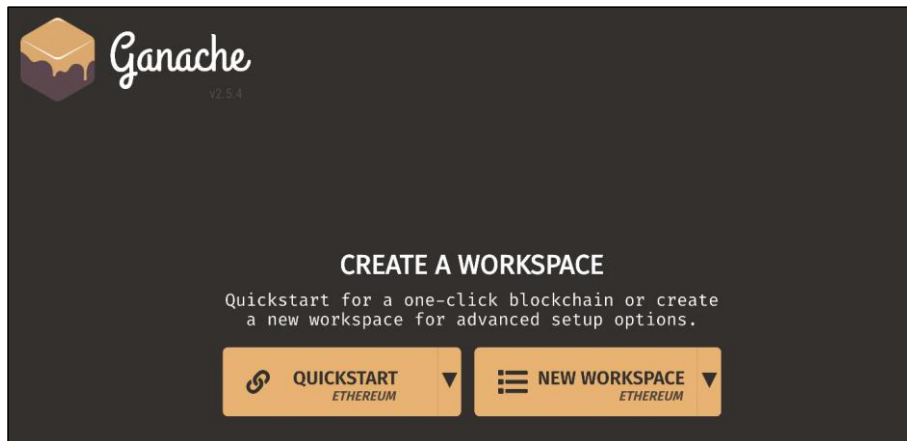 Ganache
v2.5.4
CREATE A WORKSPACE
Quickstart for a one-click blockchain or create
a new workspace for advanced setup options.
QUICKSTART
ETHEREUM
NEW WORKSPACE
ETHEREUM